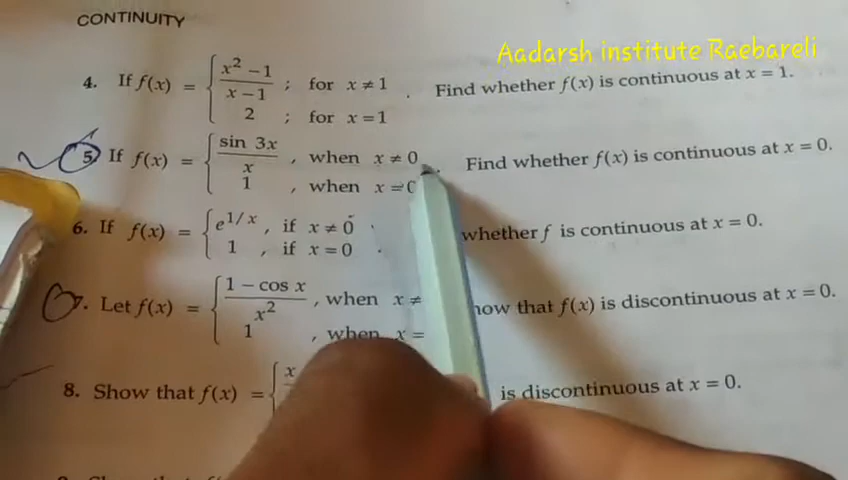 CONTINUITY
Aadarsh institute Raebareli
4. If f(x) = { x² − 1 / x − 1 ; for x ≠ 1 . Find whether f(x) is continuous at x = 1.
2 ; for x = 1
5. If f(x) = { sin 3x / x , when x ≠ 0 . Find whether f(x) is continuous at x = 0.
1 , when x = 0
6. If f(x) = { e^{1/x} , if x ≠ 0 whether f is continuous at x = 0.
1 , if x = 0
7. Let f(x) = { 1 − cos x / x² , when x ≠ how that f(x) is discontinuous at x = 0.
1 , when x =
8. Show that f(x) = { x is discontinuous at x = 0.